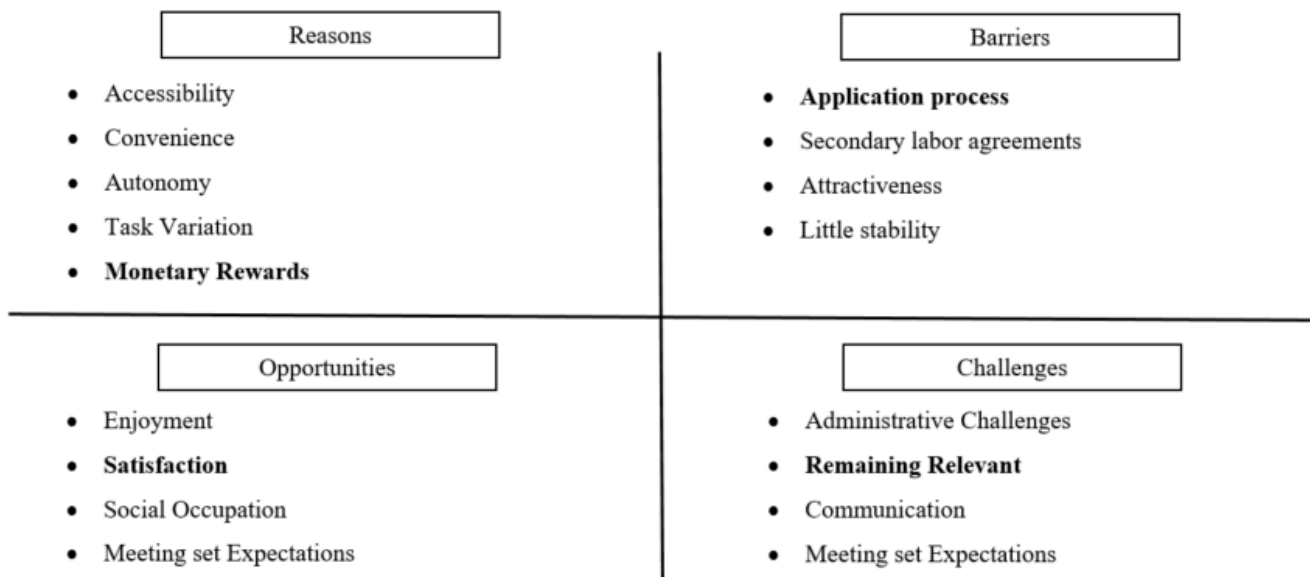 Reasons
Accessibility
Convenience
Autonomy
Task Variation
Monetary Rewards
Barriers
Application process
Secondary labor agreements
Attractiveness
Little stability
Opportunities
Enjoyment
Satisfaction
Social Occupation
Meeting set Expectations
Challenges
Administrative Challenges
Remaining Relevant
Communication
Meeting set Expectations